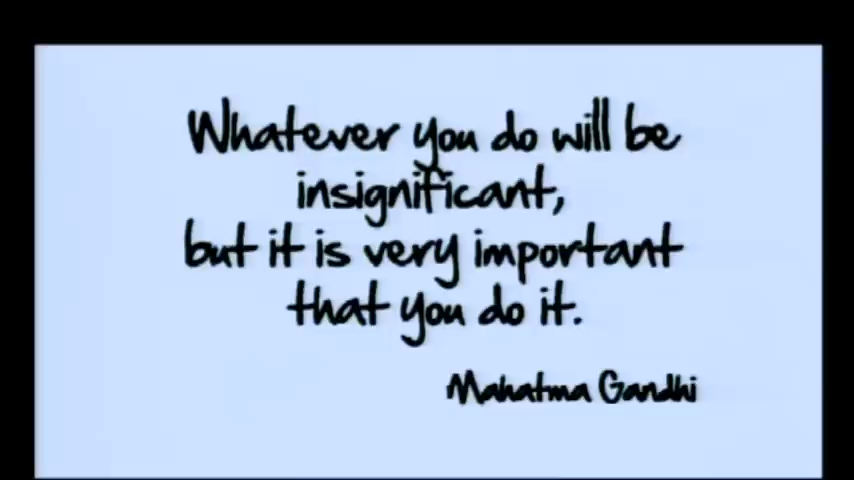 Whatever you do will be
insignificant,
but it is very important
that you do it.
Mahatma Gandhi